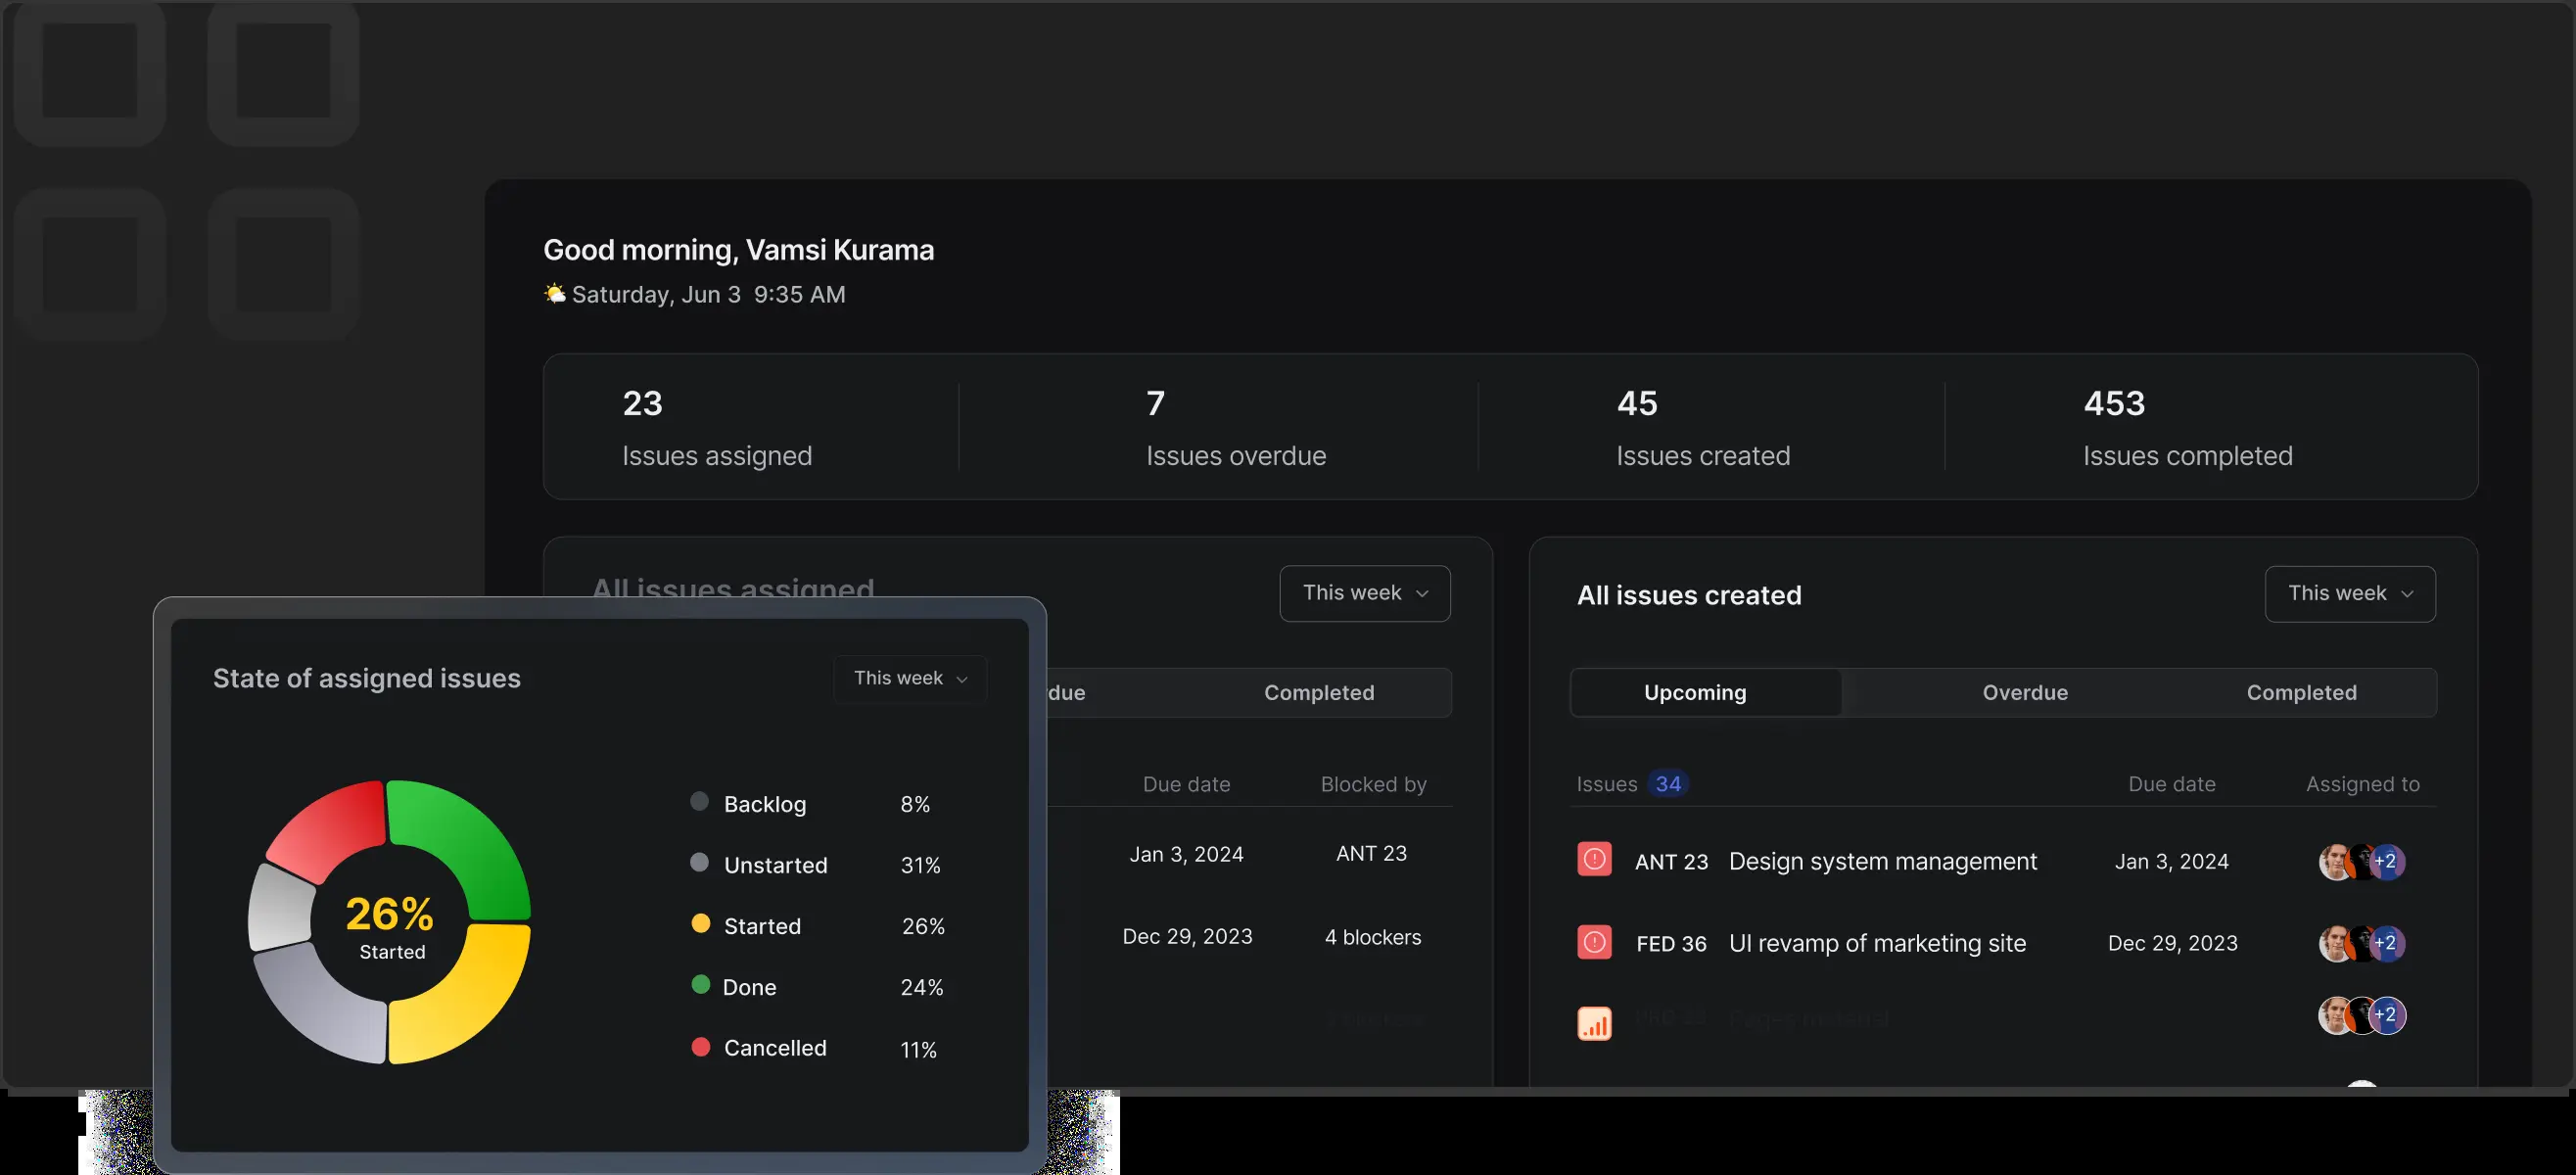 Good morning, Vamsi Kurama
Saturday, Jun 3 9:35 AM
23
Issues assigned
7
Issues overdue
45
Issues created
453
Issues completed
All issues assigned
This week
due
Completed
Due date
Blocked by
Jan 3, 2024
ANT 23
Dec 29, 2023
4 blockers
State of assigned issues
This week
26%
Started
Backlog 8%
Unstarted 31%
Started 26%
Done 24%
Cancelled 11%
All issues created
This week
Upcoming
Overdue
Completed
Issues 34
Due date
Assigned to
ANT 23 Design system management Jan 3, 2024 +2
FED 36 UI revamp of marketing site Dec 29, 2023 +2
+2